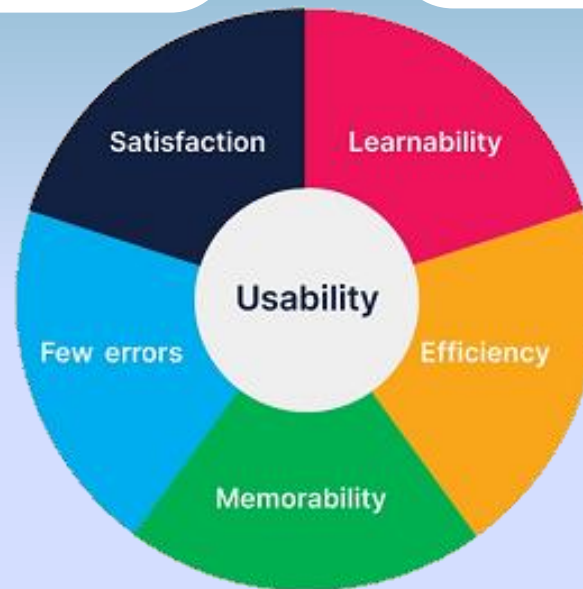 Satisfaction
Learnability
Usability
Few errors
Efficiency
Memorability